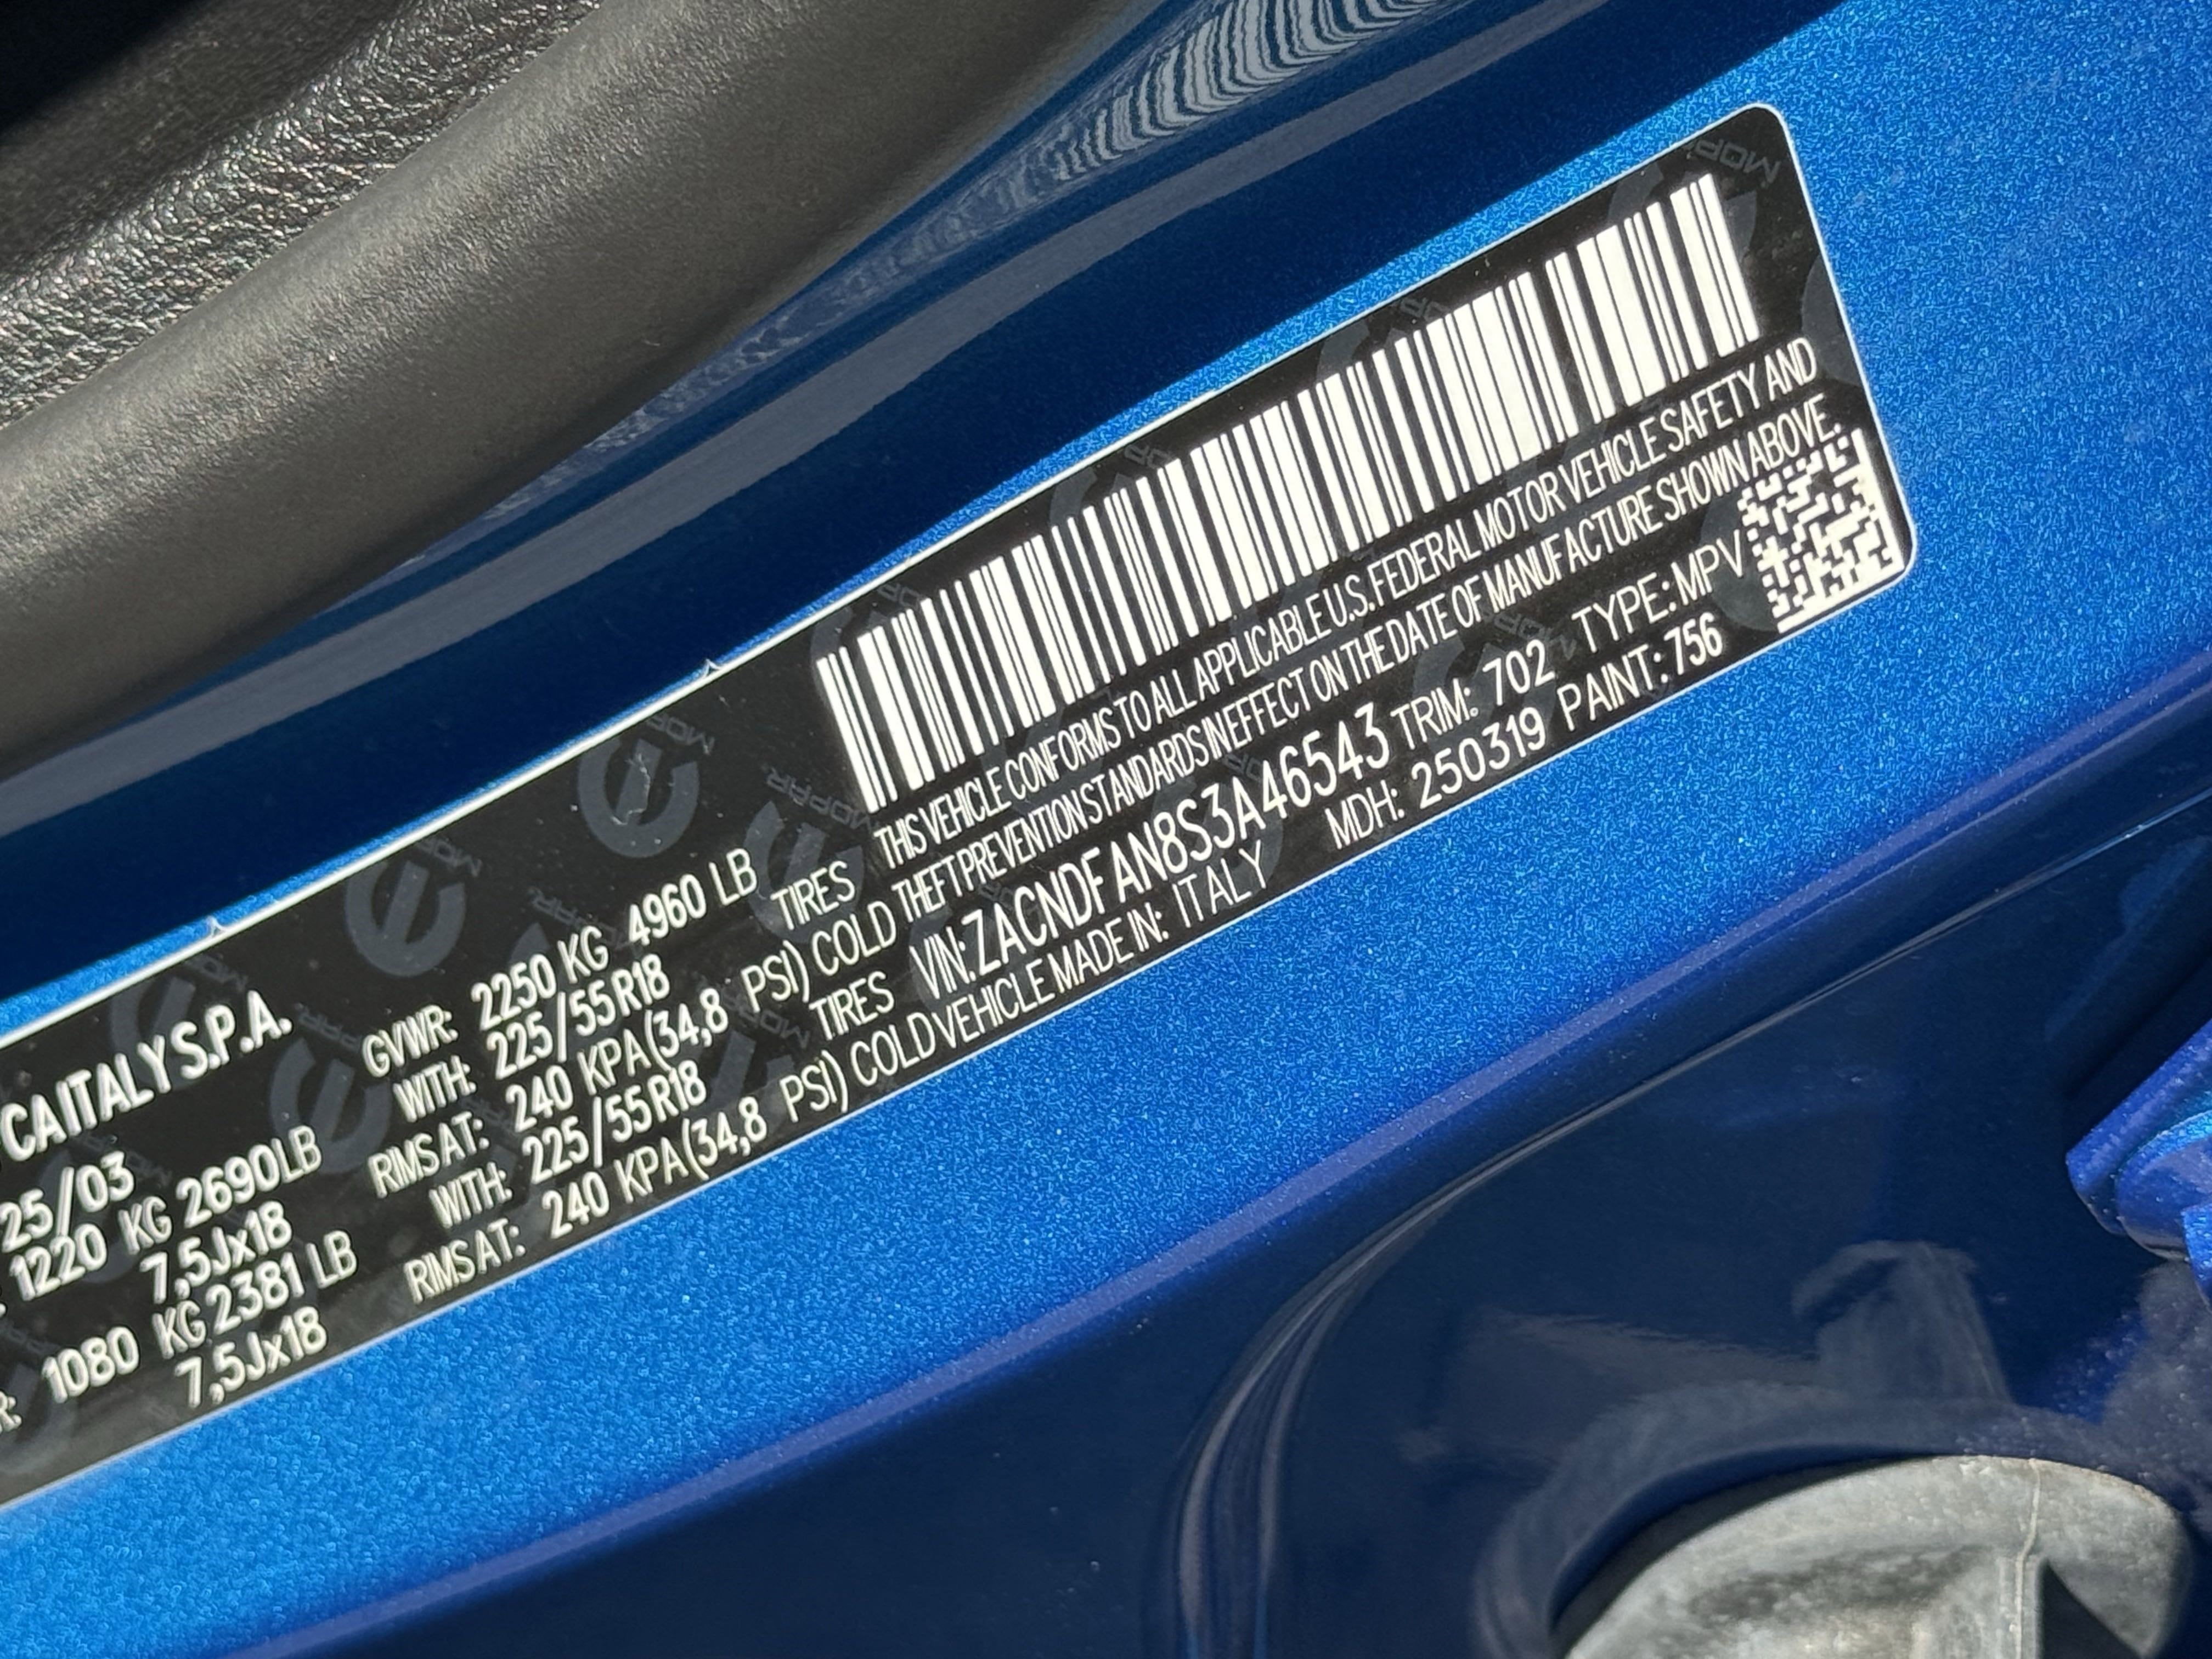 CA ITALY S.P.A.
25/03
1220 KG 2690LB
7,5Jx18
R: 1080 KG 2381 LB
7,5Jx18
GVWR: 2250 KG 4960 LB
WITH: 225/55R18 TIRES
RIMS AT: 240 KPA(34,8 PSI) COLD
WITH: 225/55R18 TIRES
RIMS AT: 240 KPA(34,8 PSI) COLD
THIS VEHICLE CONFORMS TO ALL APPLICABLE U.S. FEDERAL MOTOR VEHICLE SAFETY AND
THEFT PREVENTION STANDARDS IN EFFECT ON THE DATE OF MANUFACTURE SHOWN ABOVE.
VIN: ZACNDFAN8S3A46543 TRIM: 702 TYPE: MPV
VEHICLE MADE IN: ITALY MDH: 250319 PAINT: 756
MOPAR